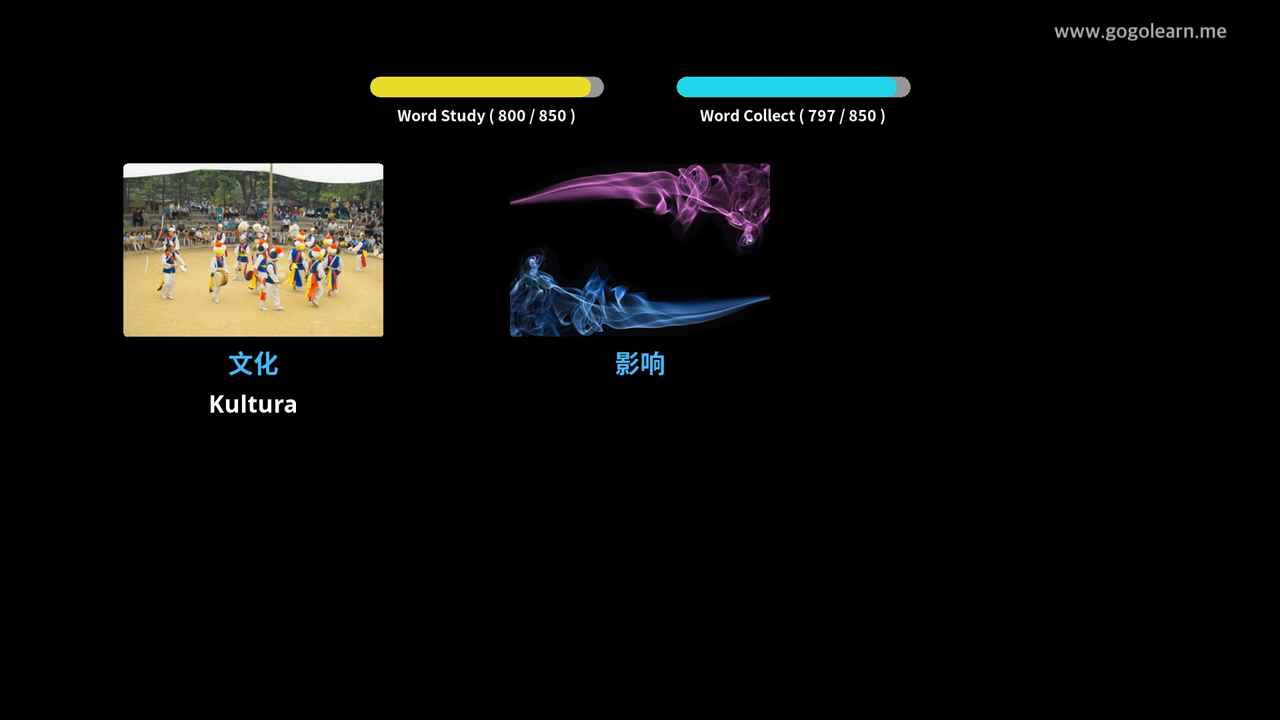 www.gogolearn.me
Word Study ( 800 / 850 )
Word Collect ( 797 / 850 )
文化
影响
Kultura